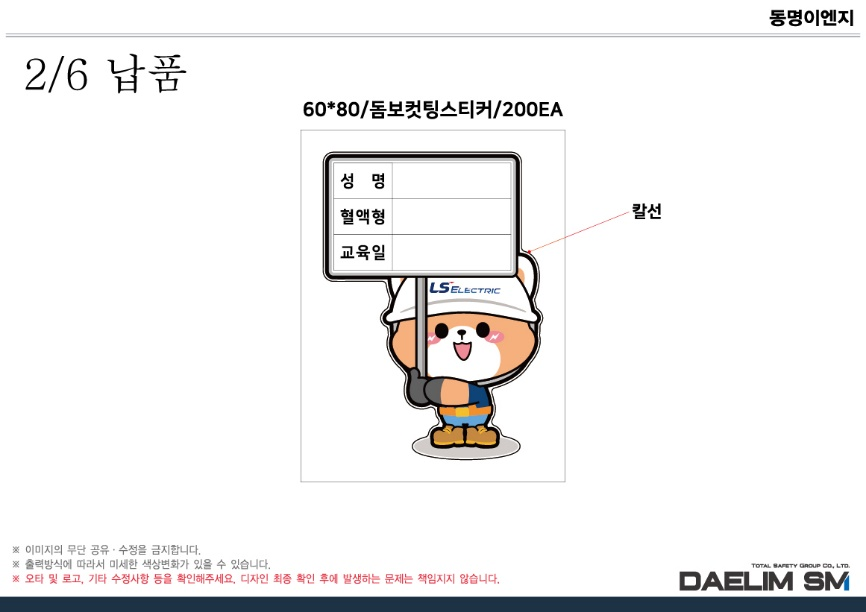 동명이엔지
2/6 납품
60*80/돔보컷팅스티커/200EA
성 명
혈액형
교육일
칼선
LS ELECTRIC
※ 이미지의 무단 공유·수정을 금지합니다.
※ 출력방식에 따라서 미세한 색상변화가 있을 수 있습니다.
※ 오타 및 로고, 기타 수정사항 등을 확인해주세요. 디자인 최종 확인 후에 발생하는 문제는 책임지지 않습니다.
TOTAL SAFETY GROUP CO., LTD.
DAELIM SM